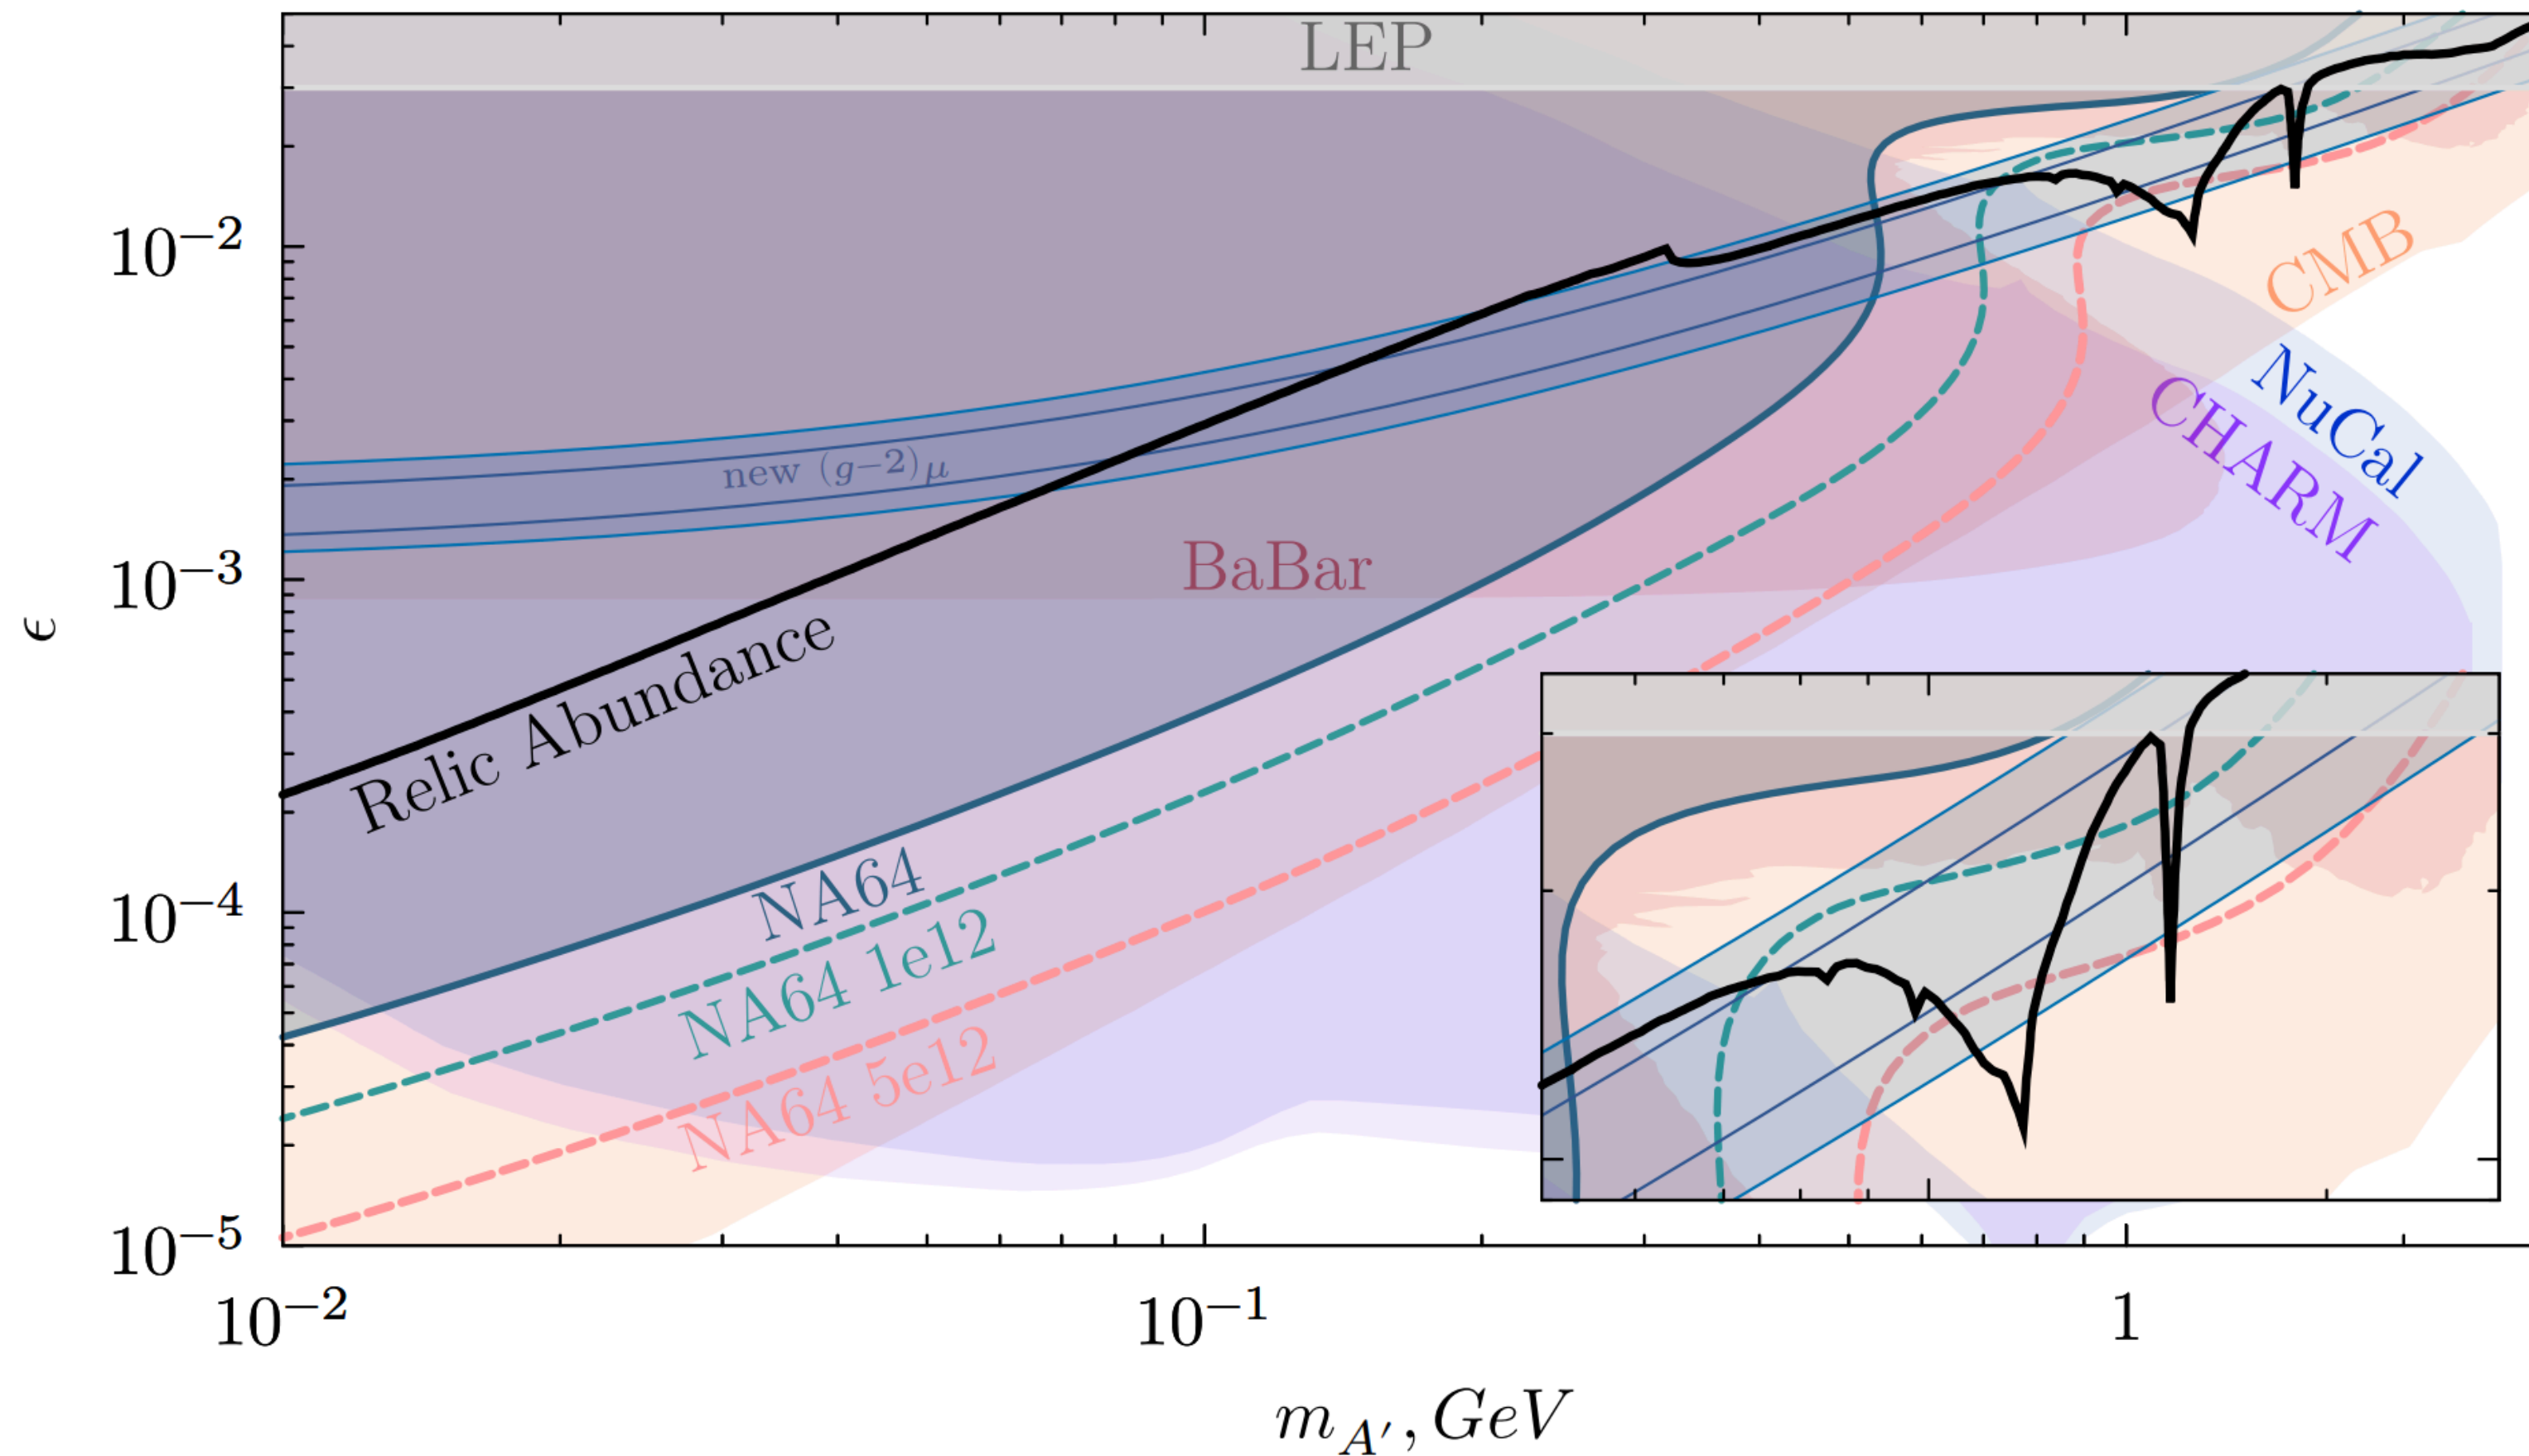 LEP
10⁻²
CMB
NuCal
CHARM
new (g−2)μ
BaBar
10⁻³
ϵ
Relic Abundance
10⁻⁴
NA64
NA64 1e12
NA64 5e12
10⁻⁵
10⁻²
10⁻¹
1
m_{A′}, GeV